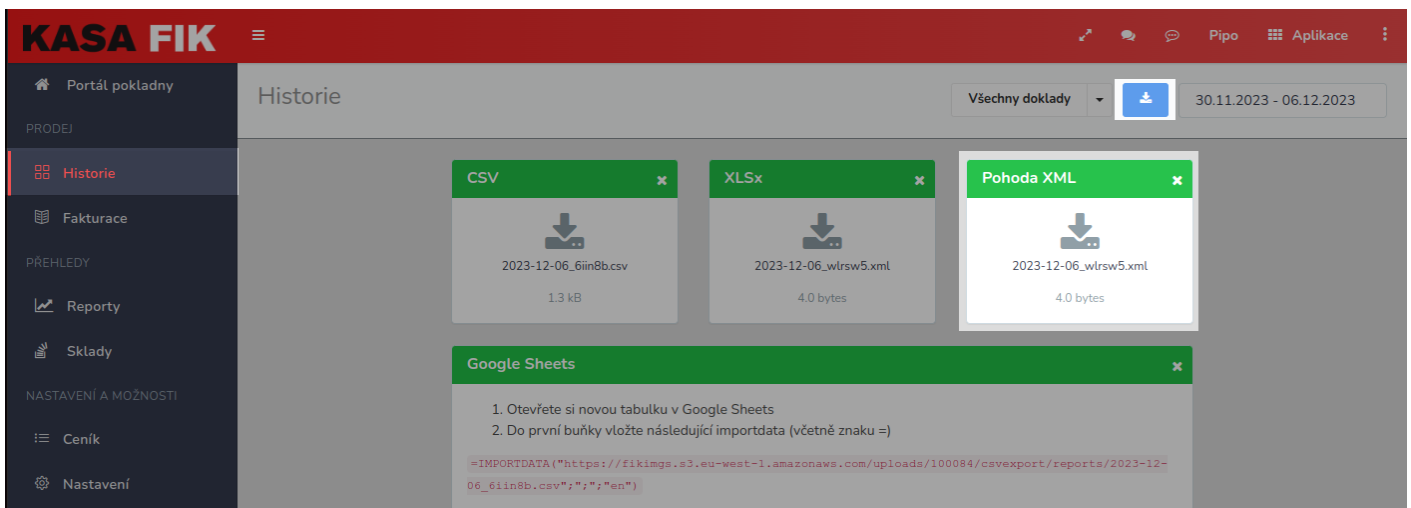 KASA FIK
Pipo
Aplikace
Portál pokladny
PRODEJ
Historie
Fakturace
PŘEHLEDY
Reporty
Sklady
NASTAVENÍ A MOŽNOSTI
Ceník
Nastavení
Historie
Všechny doklady
30.11.2023 - 06.12.2023
CSV
2023-12-06_6iin8b.csv
1.3 kB
XLSx
2023-12-06_wlrsw5.xml
4.0 bytes
Pohoda XML
2023-12-06_wlrsw5.xml
4.0 bytes
Google Sheets
1. Otevřete si novou tabulku v Google Sheets
2. Do první buňky vložte následující importdata (včetně znaku =)
=IMPORTDATA("https://fikimgs.s3.eu-west-1.amazonaws.com/uploads/100084/csvexport/reports/2023-12-
06_6iin8b.csv";";";"en")